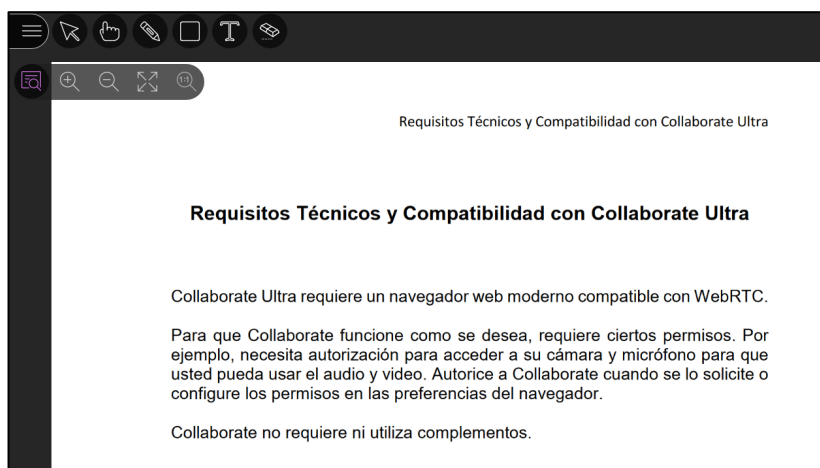 1:1
Requisitos Técnicos y Compatibilidad con Collaborate Ultra
Requisitos Técnicos y Compatibilidad con Collaborate Ultra
Collaborate Ultra requiere un navegador web moderno compatible con WebRTC.
Para que Collaborate funcione como se desea, requiere ciertos permisos. Por
ejemplo, necesita autorización para acceder a su cámara y micrófono para que
usted pueda usar el audio y video. Autorice a Collaborate cuando se lo solicite o
configure los permisos en las preferencias del navegador.
Collaborate no requiere ni utiliza complementos.